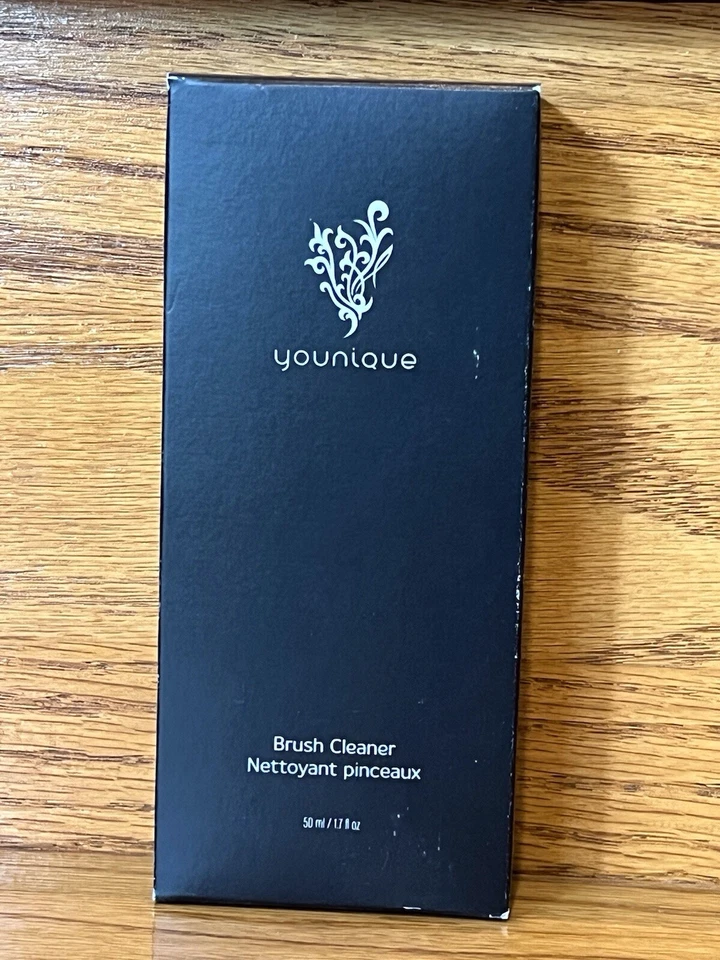 younique
Brush Cleaner
Nettoyant pinceaux
50 ml / 1.7 fl oz